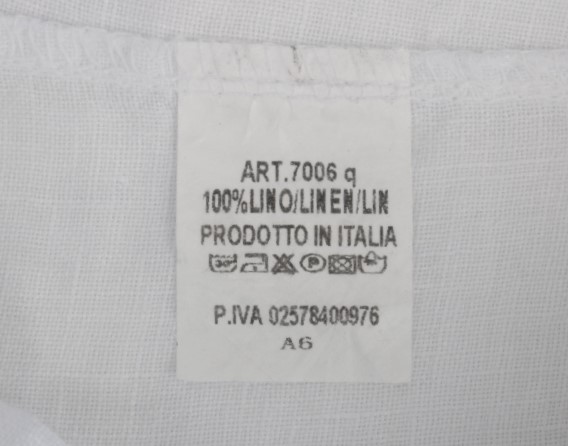 ART.7006 q
100%LINO/LINEN/LIN
PRODOTTO IN ITALIA
P.IVA 02578400976
A6